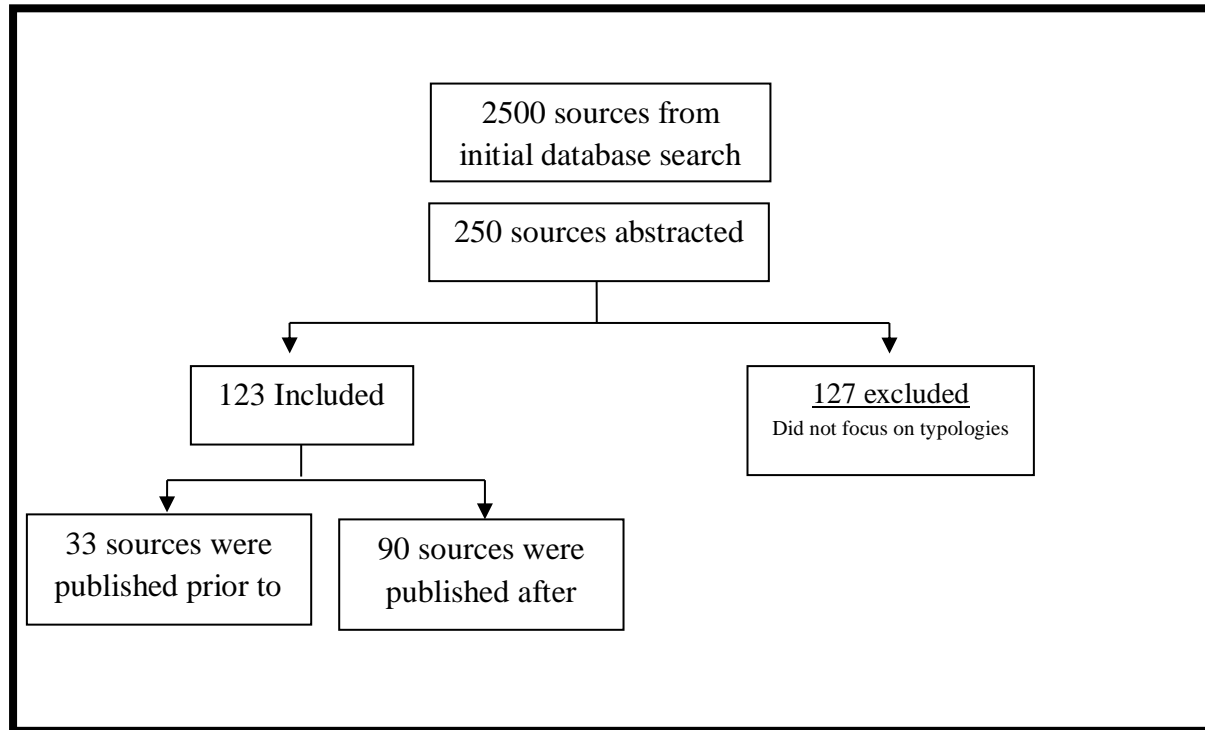 2500 sources from
initial database search
250 sources abstracted
123 Included
127 excluded
Did not focus on typologies
33 sources were
published prior to
90 sources were
published after